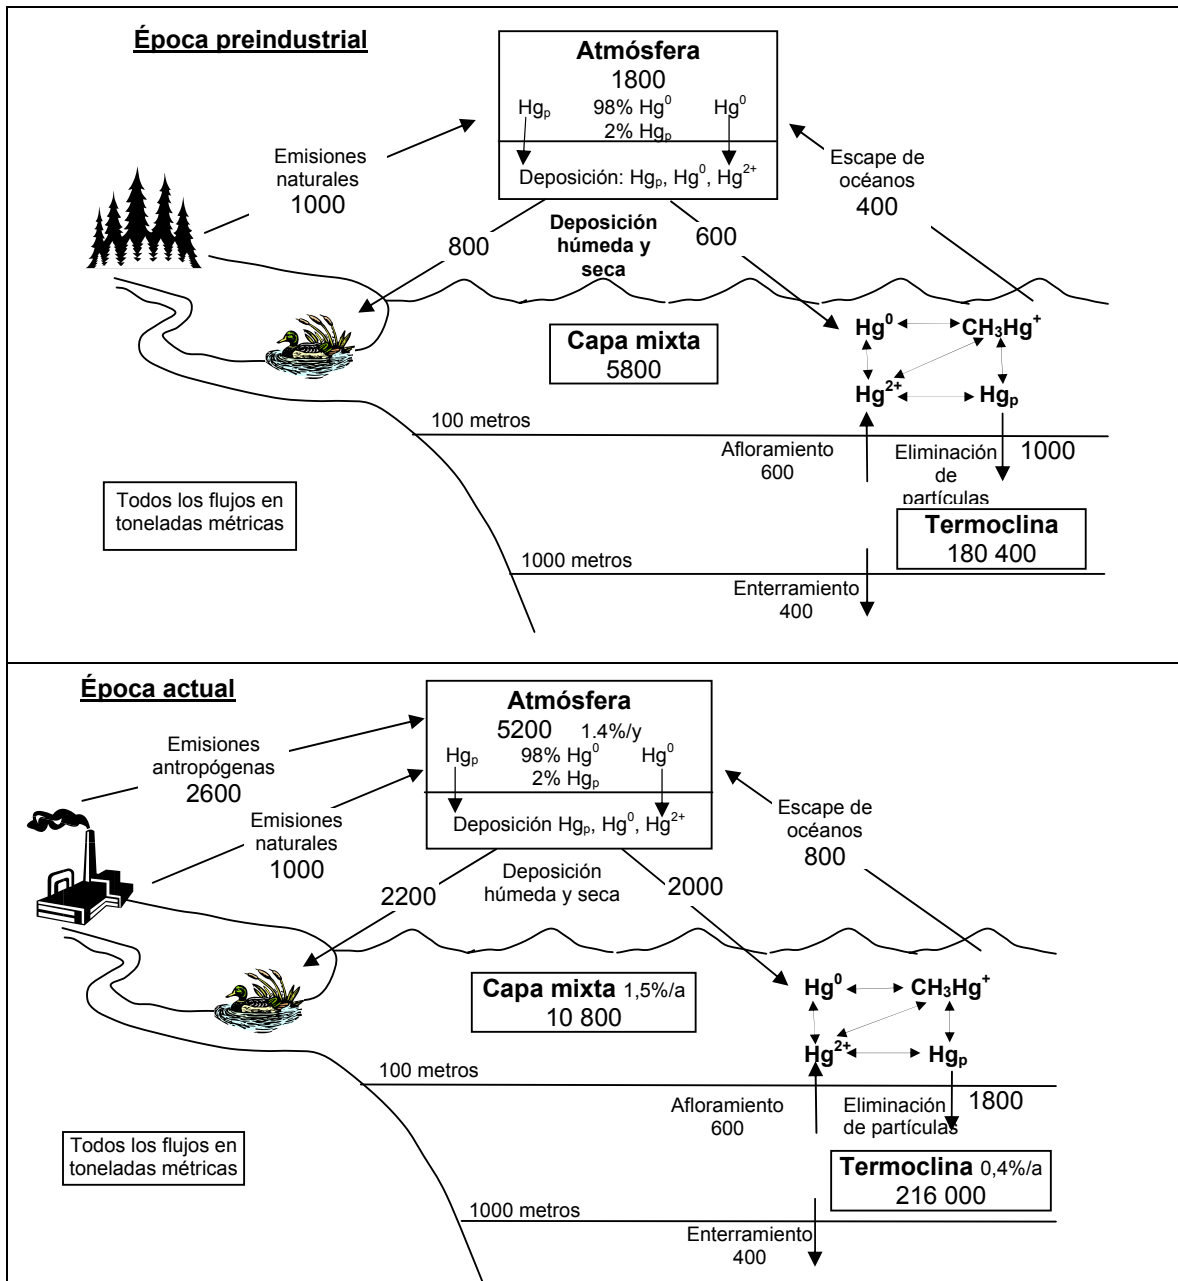 Época preindustrial
Atmósfera
1800
Hgp 98% Hg0 Hg0
2% Hgp
Deposición: Hgp, Hg0, Hg2+
Emisiones
naturales
1000
Escape de
océanos
400
800
Deposición
húmeda y
seca
600
Capa mixta
5800
Hg0 CH3Hg+
Hg2+ Hgp
100 metros
Afloramiento
600
Eliminación
de
partículas
1000
Todos los flujos en
toneladas métricas
Termoclina
180 400
1000 metros
Enterramiento
400
Época actual
Atmósfera
5200 1.4%/y
Hgp 98% Hg0 Hg0
2% Hgp
Deposición Hgp, Hg0, Hg2+
Emisiones
antropógenas
2600
Emisiones
naturales
1000
Escape de
océanos
800
2200
Deposición
húmeda y seca
2000
Capa mixta 1,5%/a
10 800
Hg0 CH3Hg+
Hg2+ Hgp
100 metros
Afloramiento
600
Eliminación
de partículas
1800
Todos los flujos en
toneladas métricas
Termoclina 0,4%/a
216 000
1000 metros
Enterramiento
400